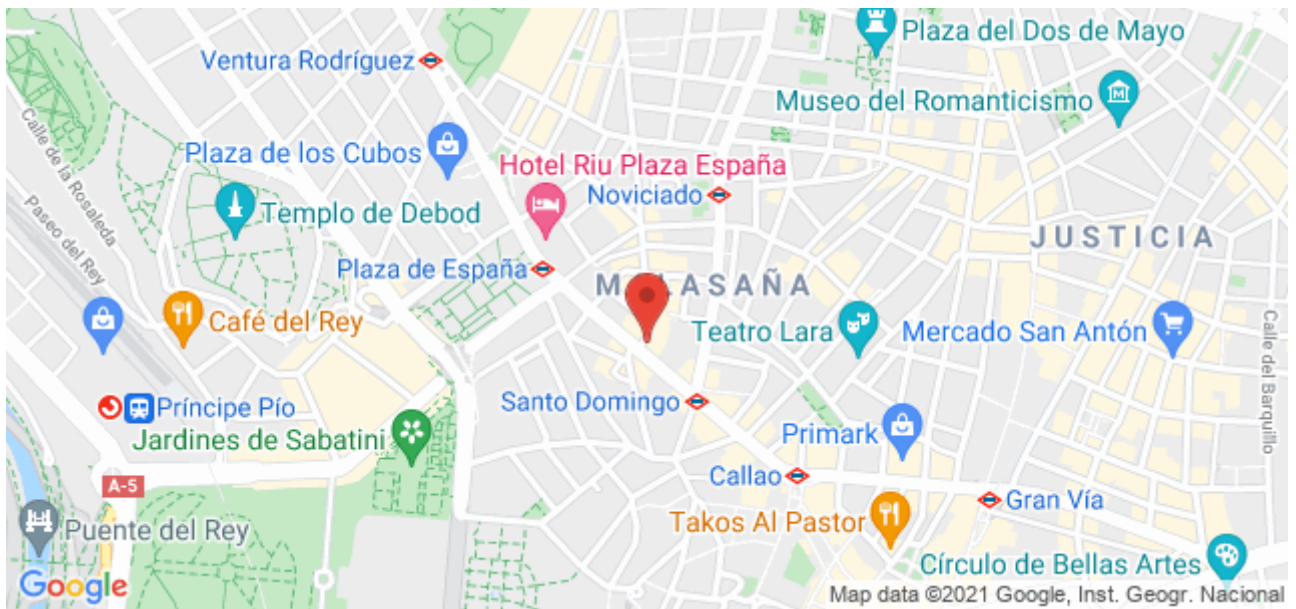 Plaza del Dos de Mayo
Ventura Rodríguez
Museo del Romanticismo
Calle de la Rosaleda
Plaza de los Cubos
Hotel Riu Plaza España
Noviciado
Templo de Debod
Paseo del Rey
JUSTICIA
Plaza de España
MALASAÑA
Café del Rey
Teatro Lara
Mercado San Antón
Calle del Barquillo
Príncipe Pío
Santo Domingo
Jardines de Sabatini
Primark
A-5
Callao
Gran Vía
Puente del Rey
Takos Al Pastor
Círculo de Bellas Artes
Google
Map data ©2021 Google, Inst. Geogr. Nacional